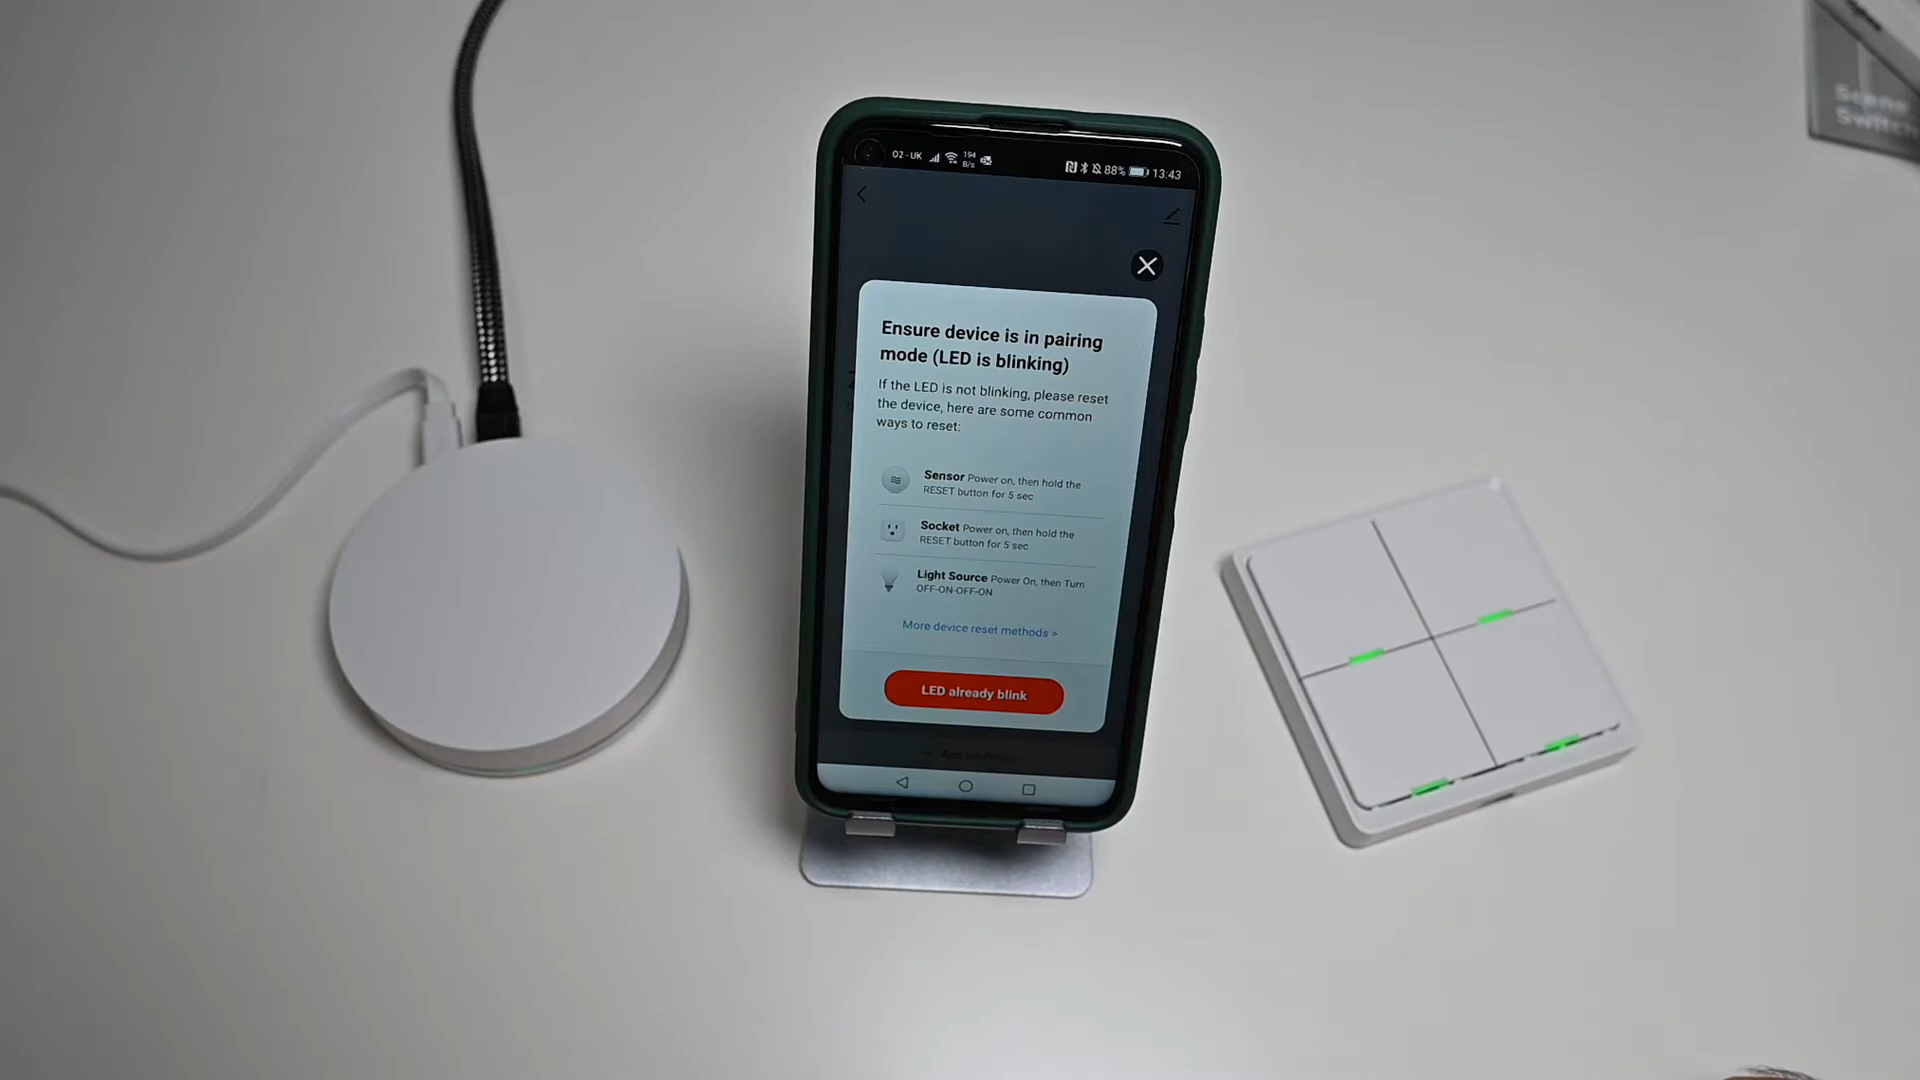 O2 - UK 194 B/s 88% 13:43
Ensure device is in pairing
mode (LED is blinking)
If the LED is not blinking, please reset
the device, here are some common
ways to reset:
Sensor Power on, then hold the
RESET button for 5 sec
Socket Power on, then hold the
RESET button for 5 sec
Light Source Power On, then Turn
OFF-ON-OFF-ON
More device reset methods >
LED already blink
Scene
Switch